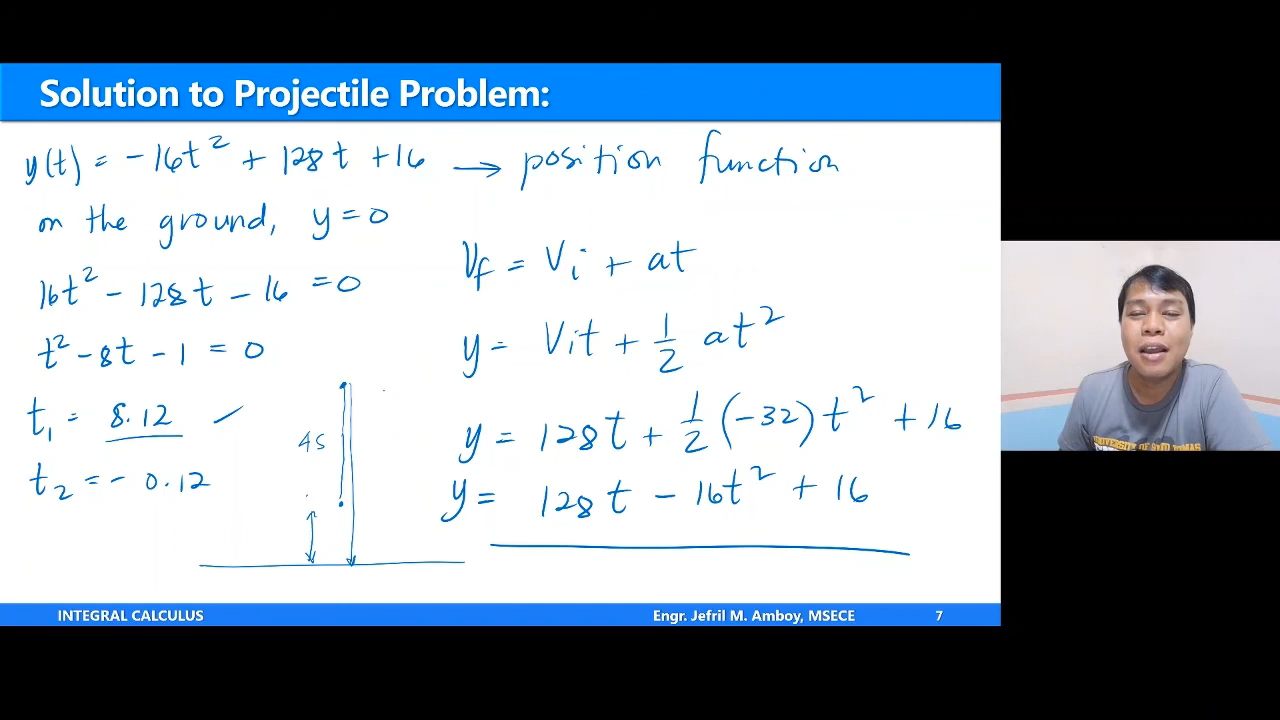 Solution to Projectile Problem:
y(t) = -16t² + 128t + 16 → position function
on the ground, y = 0
16t² - 128t - 16 = 0
t² - 8t - 1 = 0
t₁ = 8.12 ✓
t₂ = - 0.12
4s
Vf = Vi + at
y = Vit + 1/2 at²
y = 128t + 1/2 (-32)t² + 16
y = 128t - 16t² + 16
UNIVERSITY OF STO TOMAS
INTEGRAL CALCULUS
Engr. Jefril M. Amboy, MSECE
7